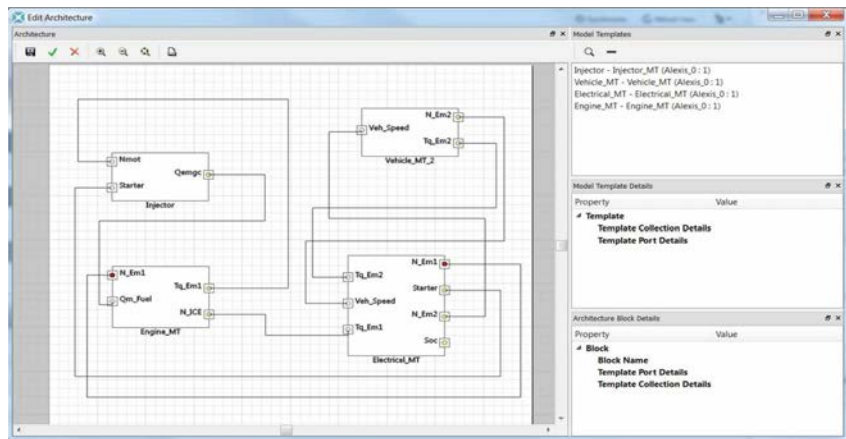 Edit Architecture
Architecture
Nmot
Qemgc
Starter
Injector
N_Em2
Veh_Speed
Tq_Em2
Vehicle_MT_2
N_Em1
Tq_Em1
Qm_Fuel
N_ICE
Engine_MT
N_Em1
Tq_Em2
Starter
Veh_Speed
N_Em2
Tq_Em1
Soc
Electrical_MT
Model Templates
Injector - Injector_MT (Alexis_0 : 1)
Vehicle_MT - Vehicle_MT (Alexis_0 : 1)
Electrical_MT - Electrical_MT (Alexis_0 : 1)
Engine_MT - Engine_MT (Alexis_0 : 1)
Model Template Details
Property Value
Template
Template Collection Details
Template Port Details
Architecture Block Details
Property Value
Block
Block Name
Template Port Details
Template Collection Details